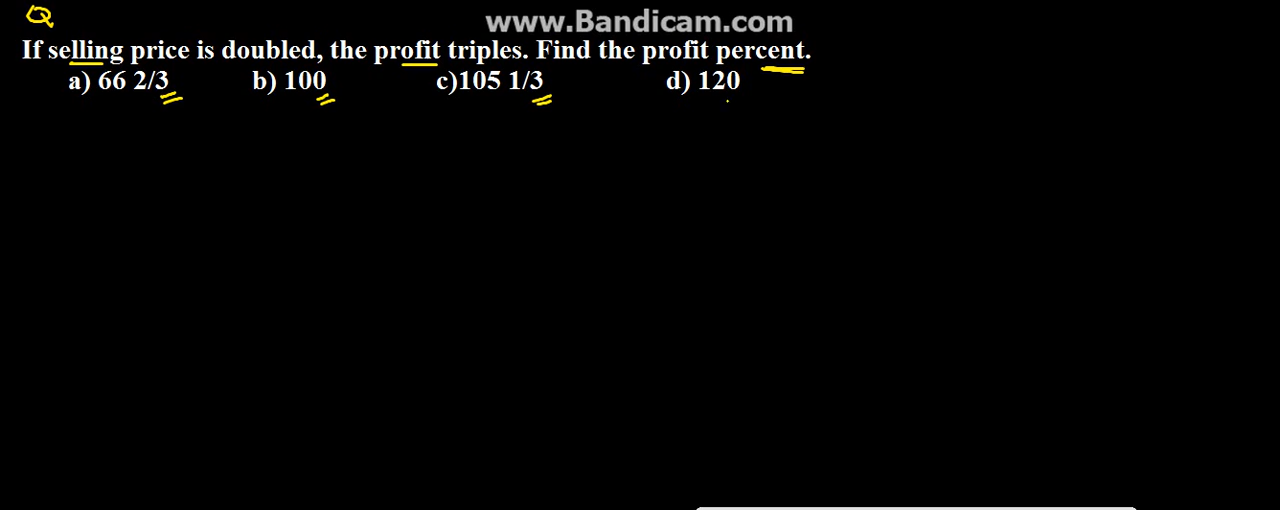 Q
www.Bandicam.com
If selling price is doubled, the profit triples. Find the profit percent.
a) 66 2/3 b) 100 c)105 1/3 d) 120